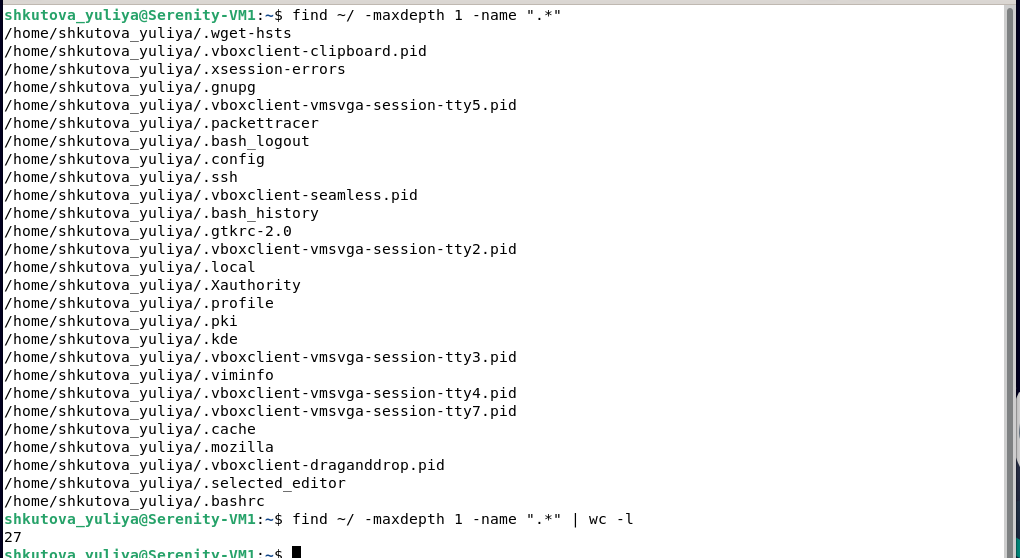 shkutova_yuliya@Serenity-VM1:~$ find ~/ -maxdepth 1 -name ".*"
/home/shkutova_yuliya/.wget-hsts
/home/shkutova_yuliya/.vboxclient-clipboard.pid
/home/shkutova_yuliya/.xsession-errors
/home/shkutova_yuliya/.gnupg
/home/shkutova_yuliya/.vboxclient-vmsvga-session-tty5.pid
/home/shkutova_yuliya/.packettracer
/home/shkutova_yuliya/.bash_logout
/home/shkutova_yuliya/.config
/home/shkutova_yuliya/.ssh
/home/shkutova_yuliya/.vboxclient-seamless.pid
/home/shkutova_yuliya/.bash_history
/home/shkutova_yuliya/.gtkrc-2.0
/home/shkutova_yuliya/.vboxclient-vmsvga-session-tty2.pid
/home/shkutova_yuliya/.local
/home/shkutova_yuliya/.Xauthority
/home/shkutova_yuliya/.profile
/home/shkutova_yuliya/.pki
/home/shkutova_yuliya/.kde
/home/shkutova_yuliya/.vboxclient-vmsvga-session-tty3.pid
/home/shkutova_yuliya/.viminfo
/home/shkutova_yuliya/.vboxclient-vmsvga-session-tty4.pid
/home/shkutova_yuliya/.vboxclient-vmsvga-session-tty7.pid
/home/shkutova_yuliya/.cache
/home/shkutova_yuliya/.mozilla
/home/shkutova_yuliya/.vboxclient-draganddrop.pid
/home/shkutova_yuliya/.selected_editor
/home/shkutova_yuliya/.bashrc
shkutova_yuliya@Serenity-VM1:~$ find ~/ -maxdepth 1 -name ".*" | wc -l
27
shkutova_yuliya@Serenity-VM1:~$